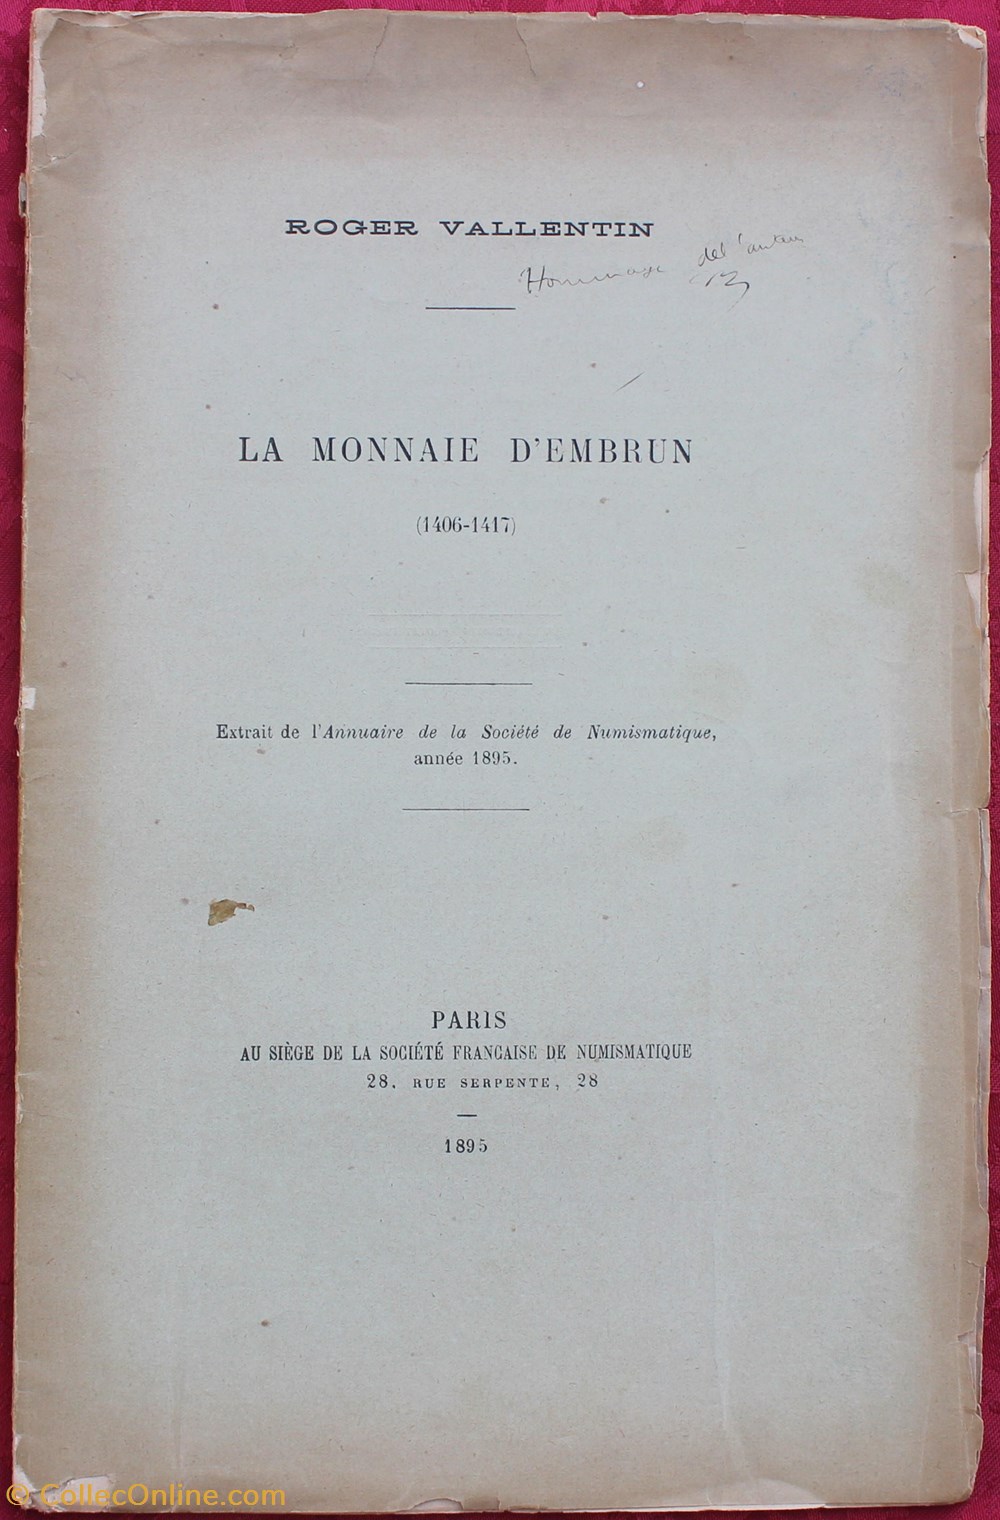 ROGER VALLENTIN
Hommage de l'auteur
LA MONNAIE D'EMBRUN
(1406-1417)
Extrait de l'Annuaire de la Société de Numismatique,
année 1895.
PARIS
AU SIÈGE DE LA SOCIÉTÉ FRANCAISE DE NUMISMATIQUE
28, RUE SERPENTE, 28
1895
© CollecOnline.com